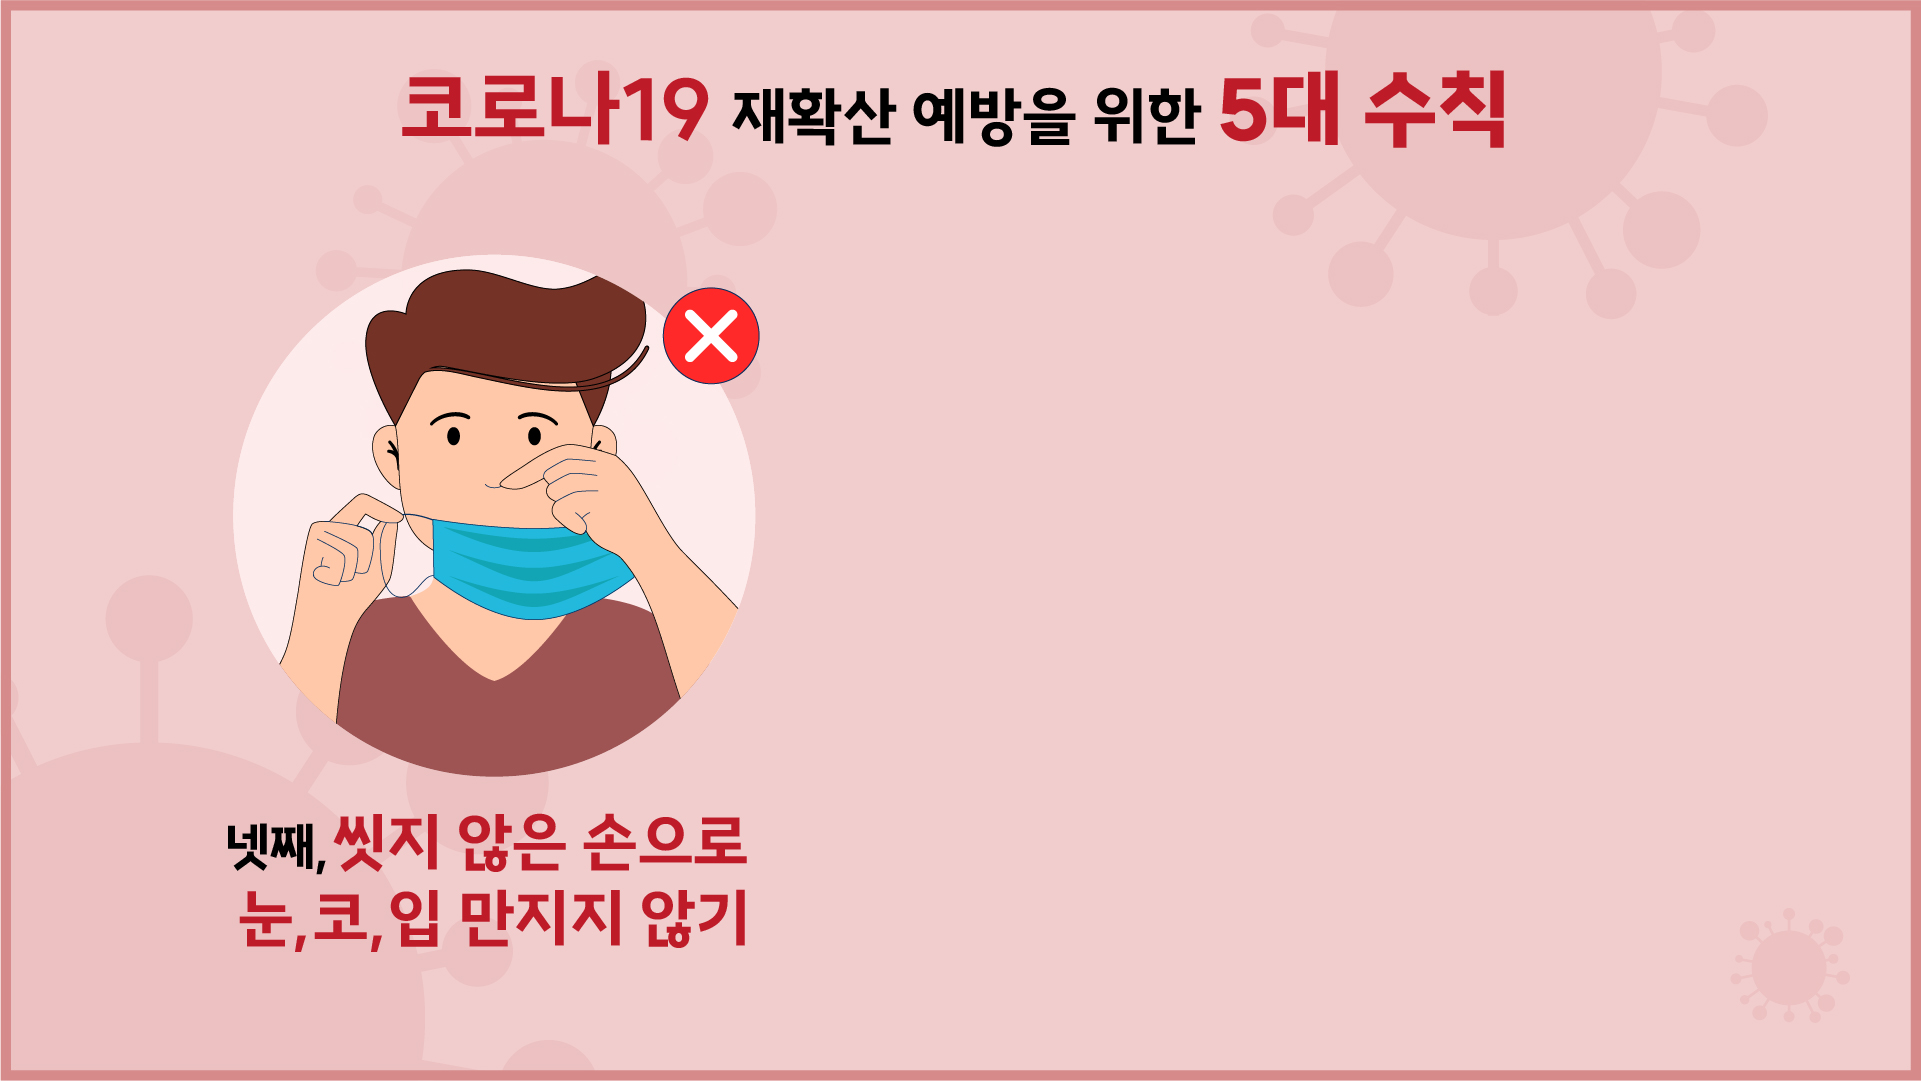 코로나19 재확산 예방을 위한 5대 수칙
넷째, 씻지 않은 손으로
눈, 코, 입 만지지 않기